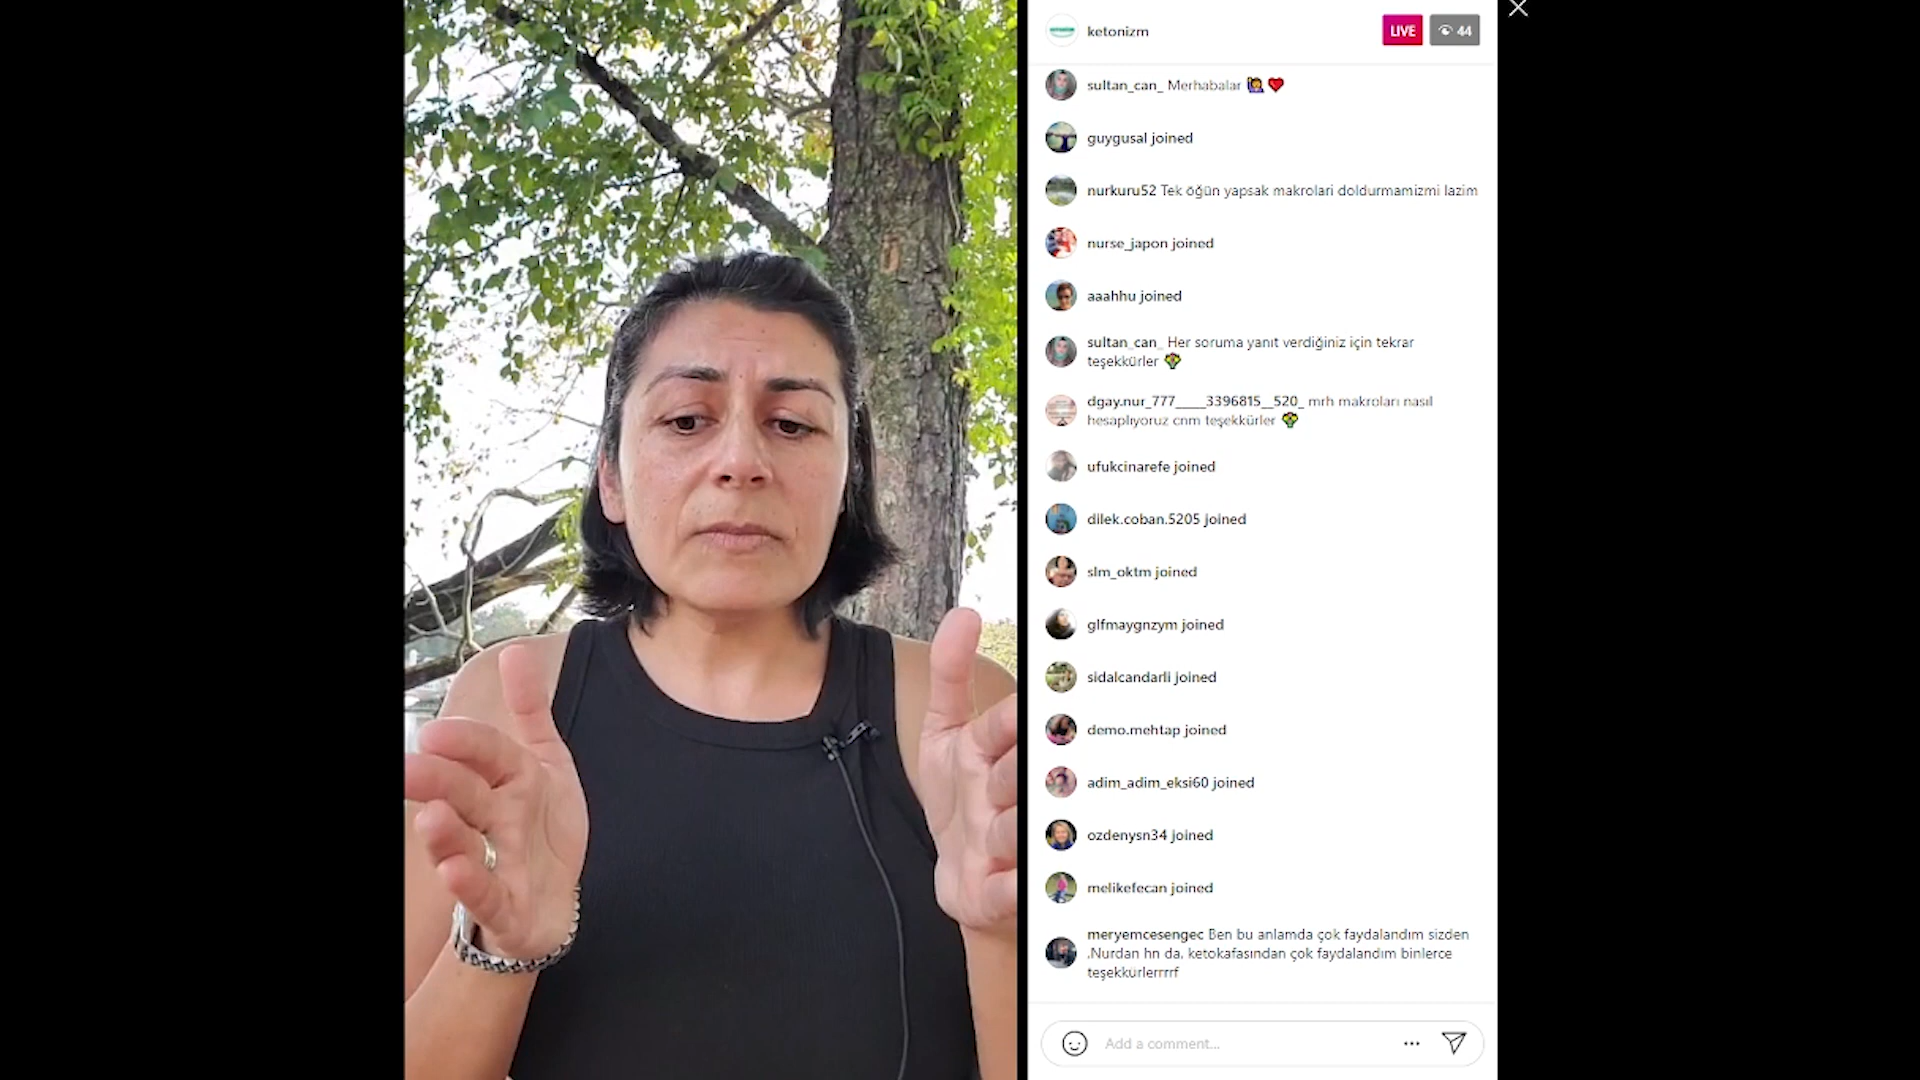 ketonizm
LIVE
44
sultan_can_ Merhabalar
guygusal joined
nurkuru52 Tek öğün yapsak makrolari doldurmamizmi lazim
nurse_japon joined
aaahhu joined
sultan_can_ Her soruma yanıt verdiğiniz için tekrar
teşekkürler
dgay.nur_777_____3396815__520_ mrh makroları nasıl
hesaplıyoruz cnm teşekkürler
ufukcinarefe joined
dilek.coban.5205 joined
slm_oktm joined
glfmaygnzym joined
sidalcandarli joined
demo.mehtap joined
adim_adim_eksi60 joined
ozdenysn34 joined
melikefecan joined
meryemcesengec Ben bu anlamda çok faydalandım sizden
.Nurdan hn da. ketokafasından çok faydalandım binlerce
teşekkürlerrrrf
Add a comment...